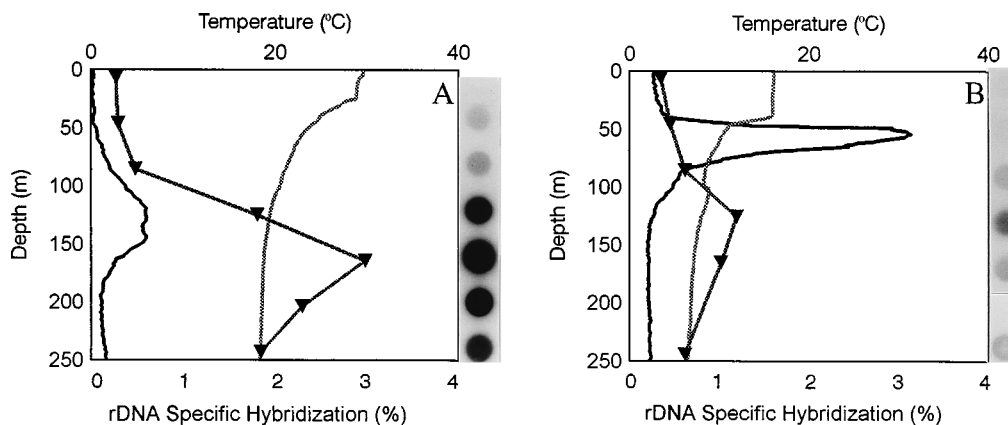 Temperature (ºC)
0 20 40
0
50
100
150
200
250
Depth (m)
A
0 1 2 3 4
rDNA Specific Hybridization (%)
Temperature (ºC)
0 20 40
0
50
100
150
200
250
Depth (m)
B
0 1 2 3 4
rDNA Specific Hybridization (%)